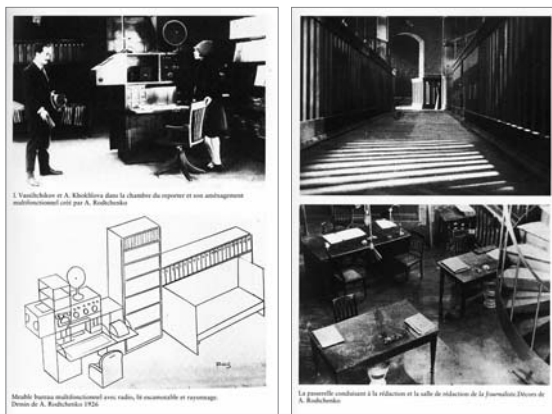 I. Vassiltchikov et A. Khokhlova dans la chambre du reporter et son aménagement
multifonctionnel créé par A. Rodtchenko
Meuble bureau multifonctionnel avec radio, lit escamotable et rayonnage.
Dessin de A. Rodtchenko 1926
La passerelle conduisant à la rédaction et la salle de rédaction de la journaliste. Décors de
A. Rodtchenko